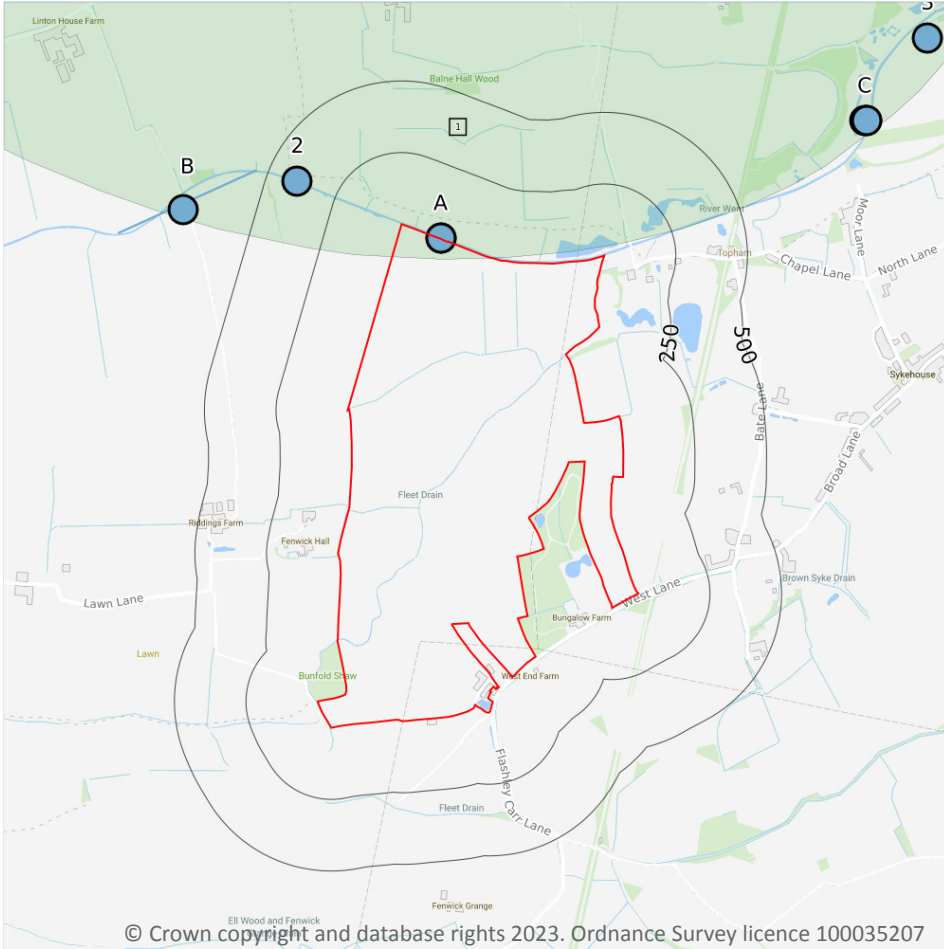 Linton House Farm
3
Balne Hall Wood
C
1
2
B
A
River Went
Moor Lane
Topham
Chapel Lane
North Lane
250
500
Sykehouse
Bate Lane
Broad Lane
Fleet Drain
Riddings Farm
Fenwick Hall
Brown Syke Drain
West Lane
Lawn Lane
Bungalow Farm
Lawn
Bunfold Shaw
West End Farm
Flashley Carr Lane
Fleet Drain
Fenwick Grange
Ell Wood and Fenwick
© Crown copyright and database rights 2023. Ordnance Survey licence 100035207